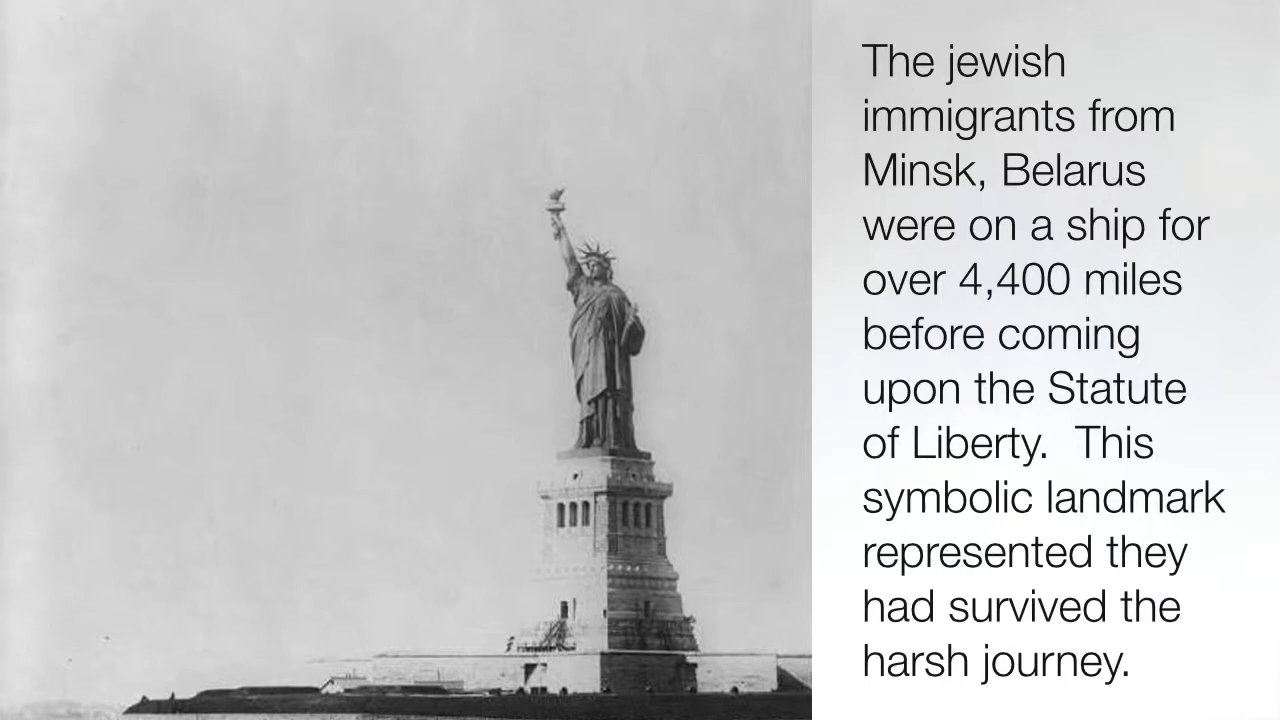 The jewish
immigrants from
Minsk, Belarus
were on a ship for
over 4,400 miles
before coming
upon the Statute
of Liberty.  This
symbolic landmark
represented they
had survived the
harsh journey.